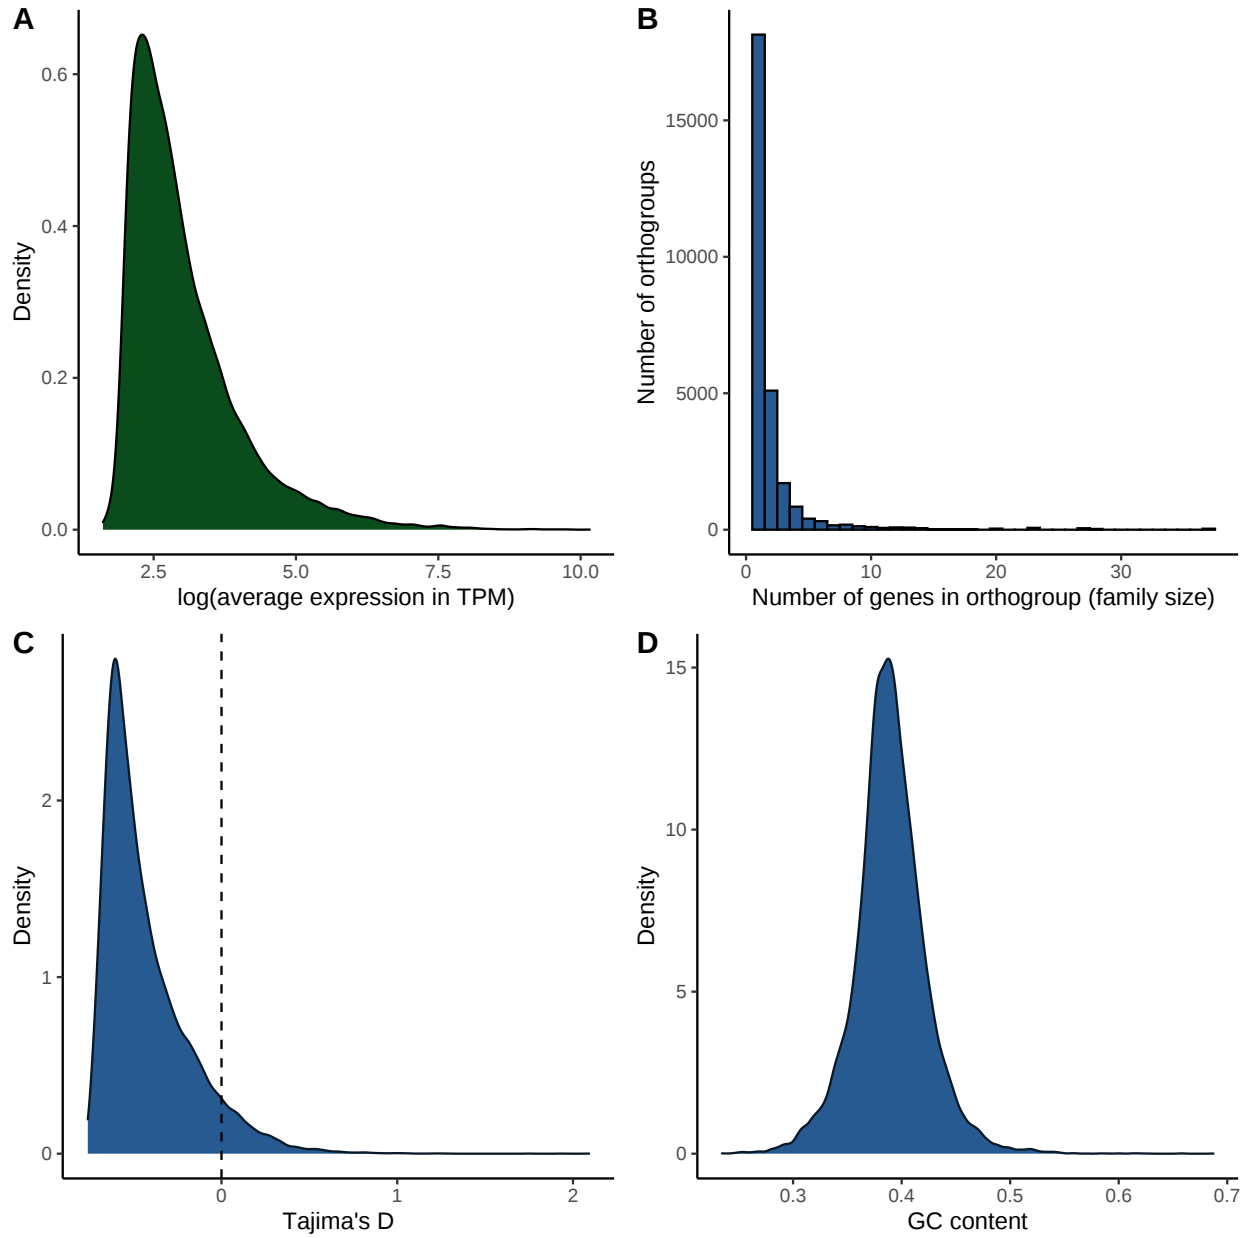 A
Density
0.6
0.4
0.2
0.0
2.5 5.0 7.5 10.0
log(average expression in TPM)
B
Number of orthogroups
15000
10000
5000
0
0 10 20 30
Number of genes in orthogroup (family size)
C
Density
2
1
0
0 1 2
Tajima's D
D
Density
15
10
5
0
0.3 0.4 0.5 0.6 0.7
GC content